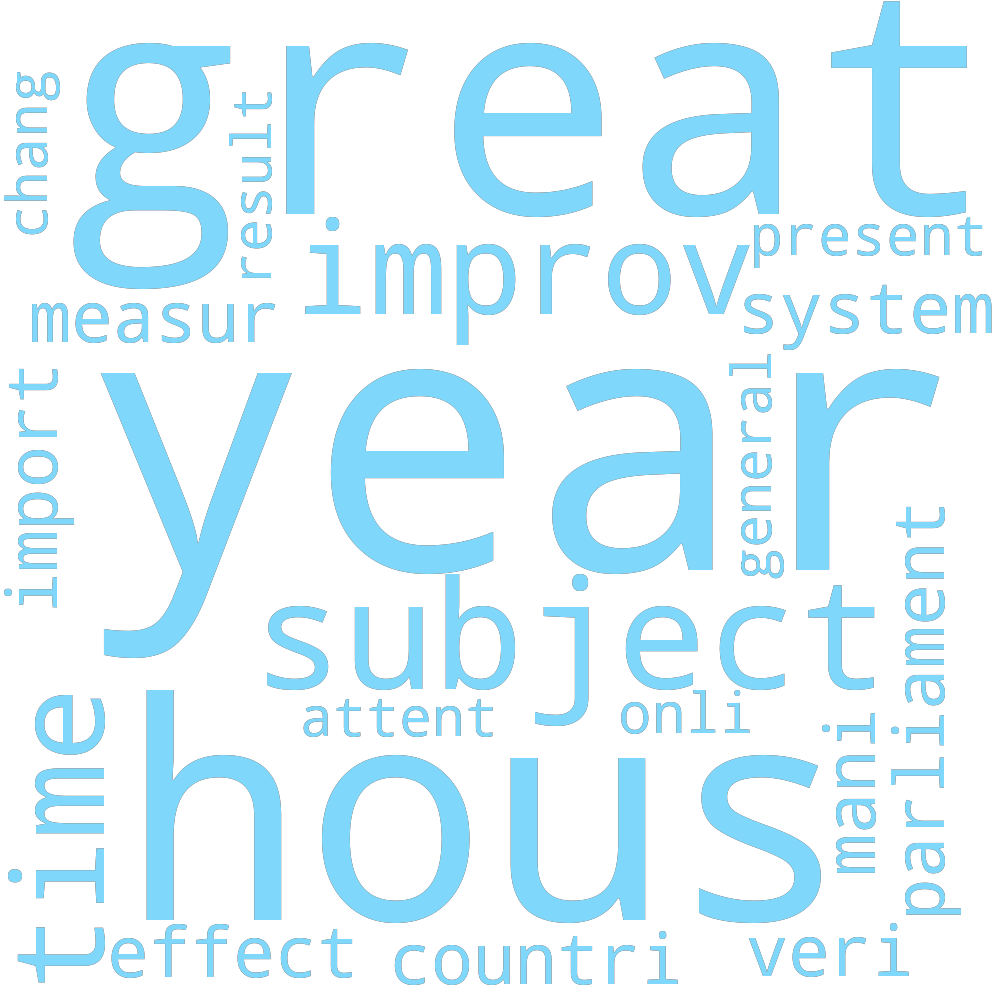 great
chang
result
improv
present
measur
system
year
import
general
subject
parliament
attent
onli
time
hous
mani
effect
countri
veri